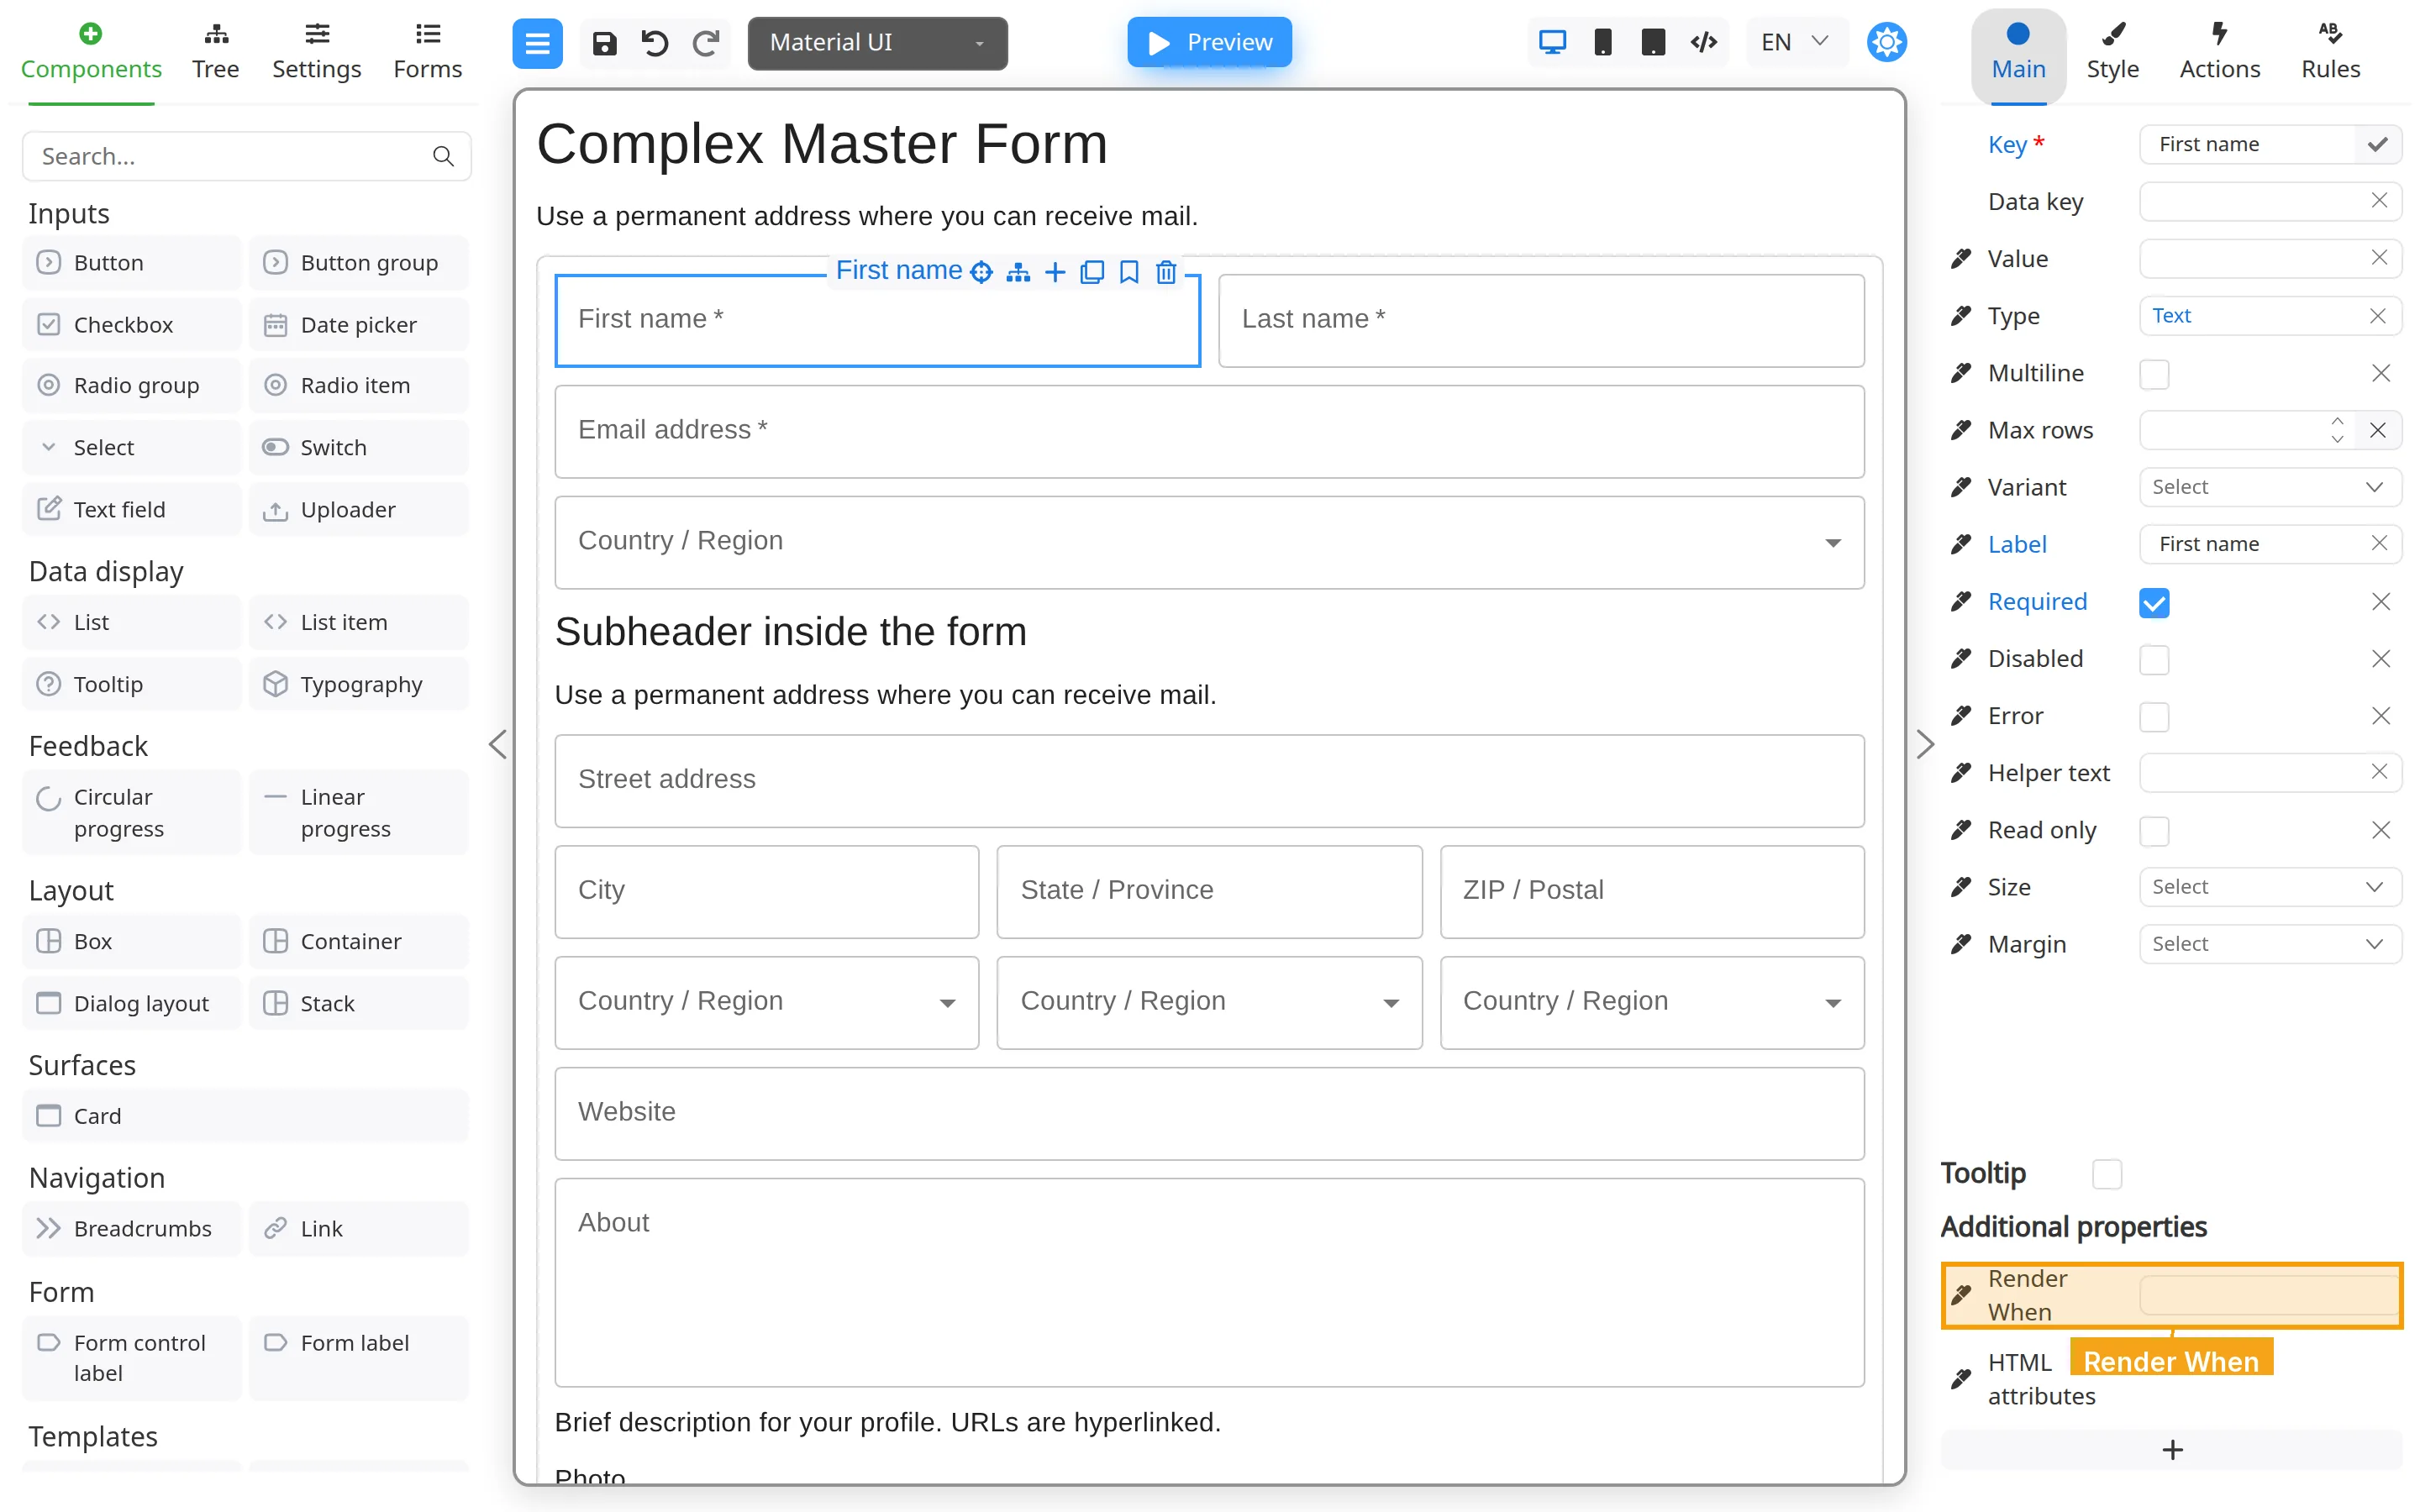 Components
Tree
Settings
Forms
Material UI
Preview
EN
Main
Style
Actions
Rules
Search...
Inputs
Button
Button group
Checkbox
Date picker
Radio group
Radio item
Select
Switch
Text field
Uploader
Data display
List
List item
Tooltip
Typography
Feedback
Circular
progress
Linear
progress
Layout
Box
Container
Dialog layout
Stack
Surfaces
Card
Navigation
Breadcrumbs
Link
Form
Form control
label
Form label
Templates
Complex Master Form
Use a permanent address where you can receive mail.
First name
First name *
Last name *
Email address *
Country / Region
Subheader inside the form
Use a permanent address where you can receive mail.
Street address
City
State / Province
ZIP / Postal
Country / Region
Country / Region
Country / Region
Website
About
Brief description for your profile. URLs are hyperlinked.
Photo
Key *
First name
Data key
Value
Type
Text
Multiline
Max rows
Variant
Select
Label
First name
Required
Disabled
Error
Helper text
Read only
Size
Select
Margin
Select
Tooltip
Additional properties
Render
When
Render When
HTML
attributes